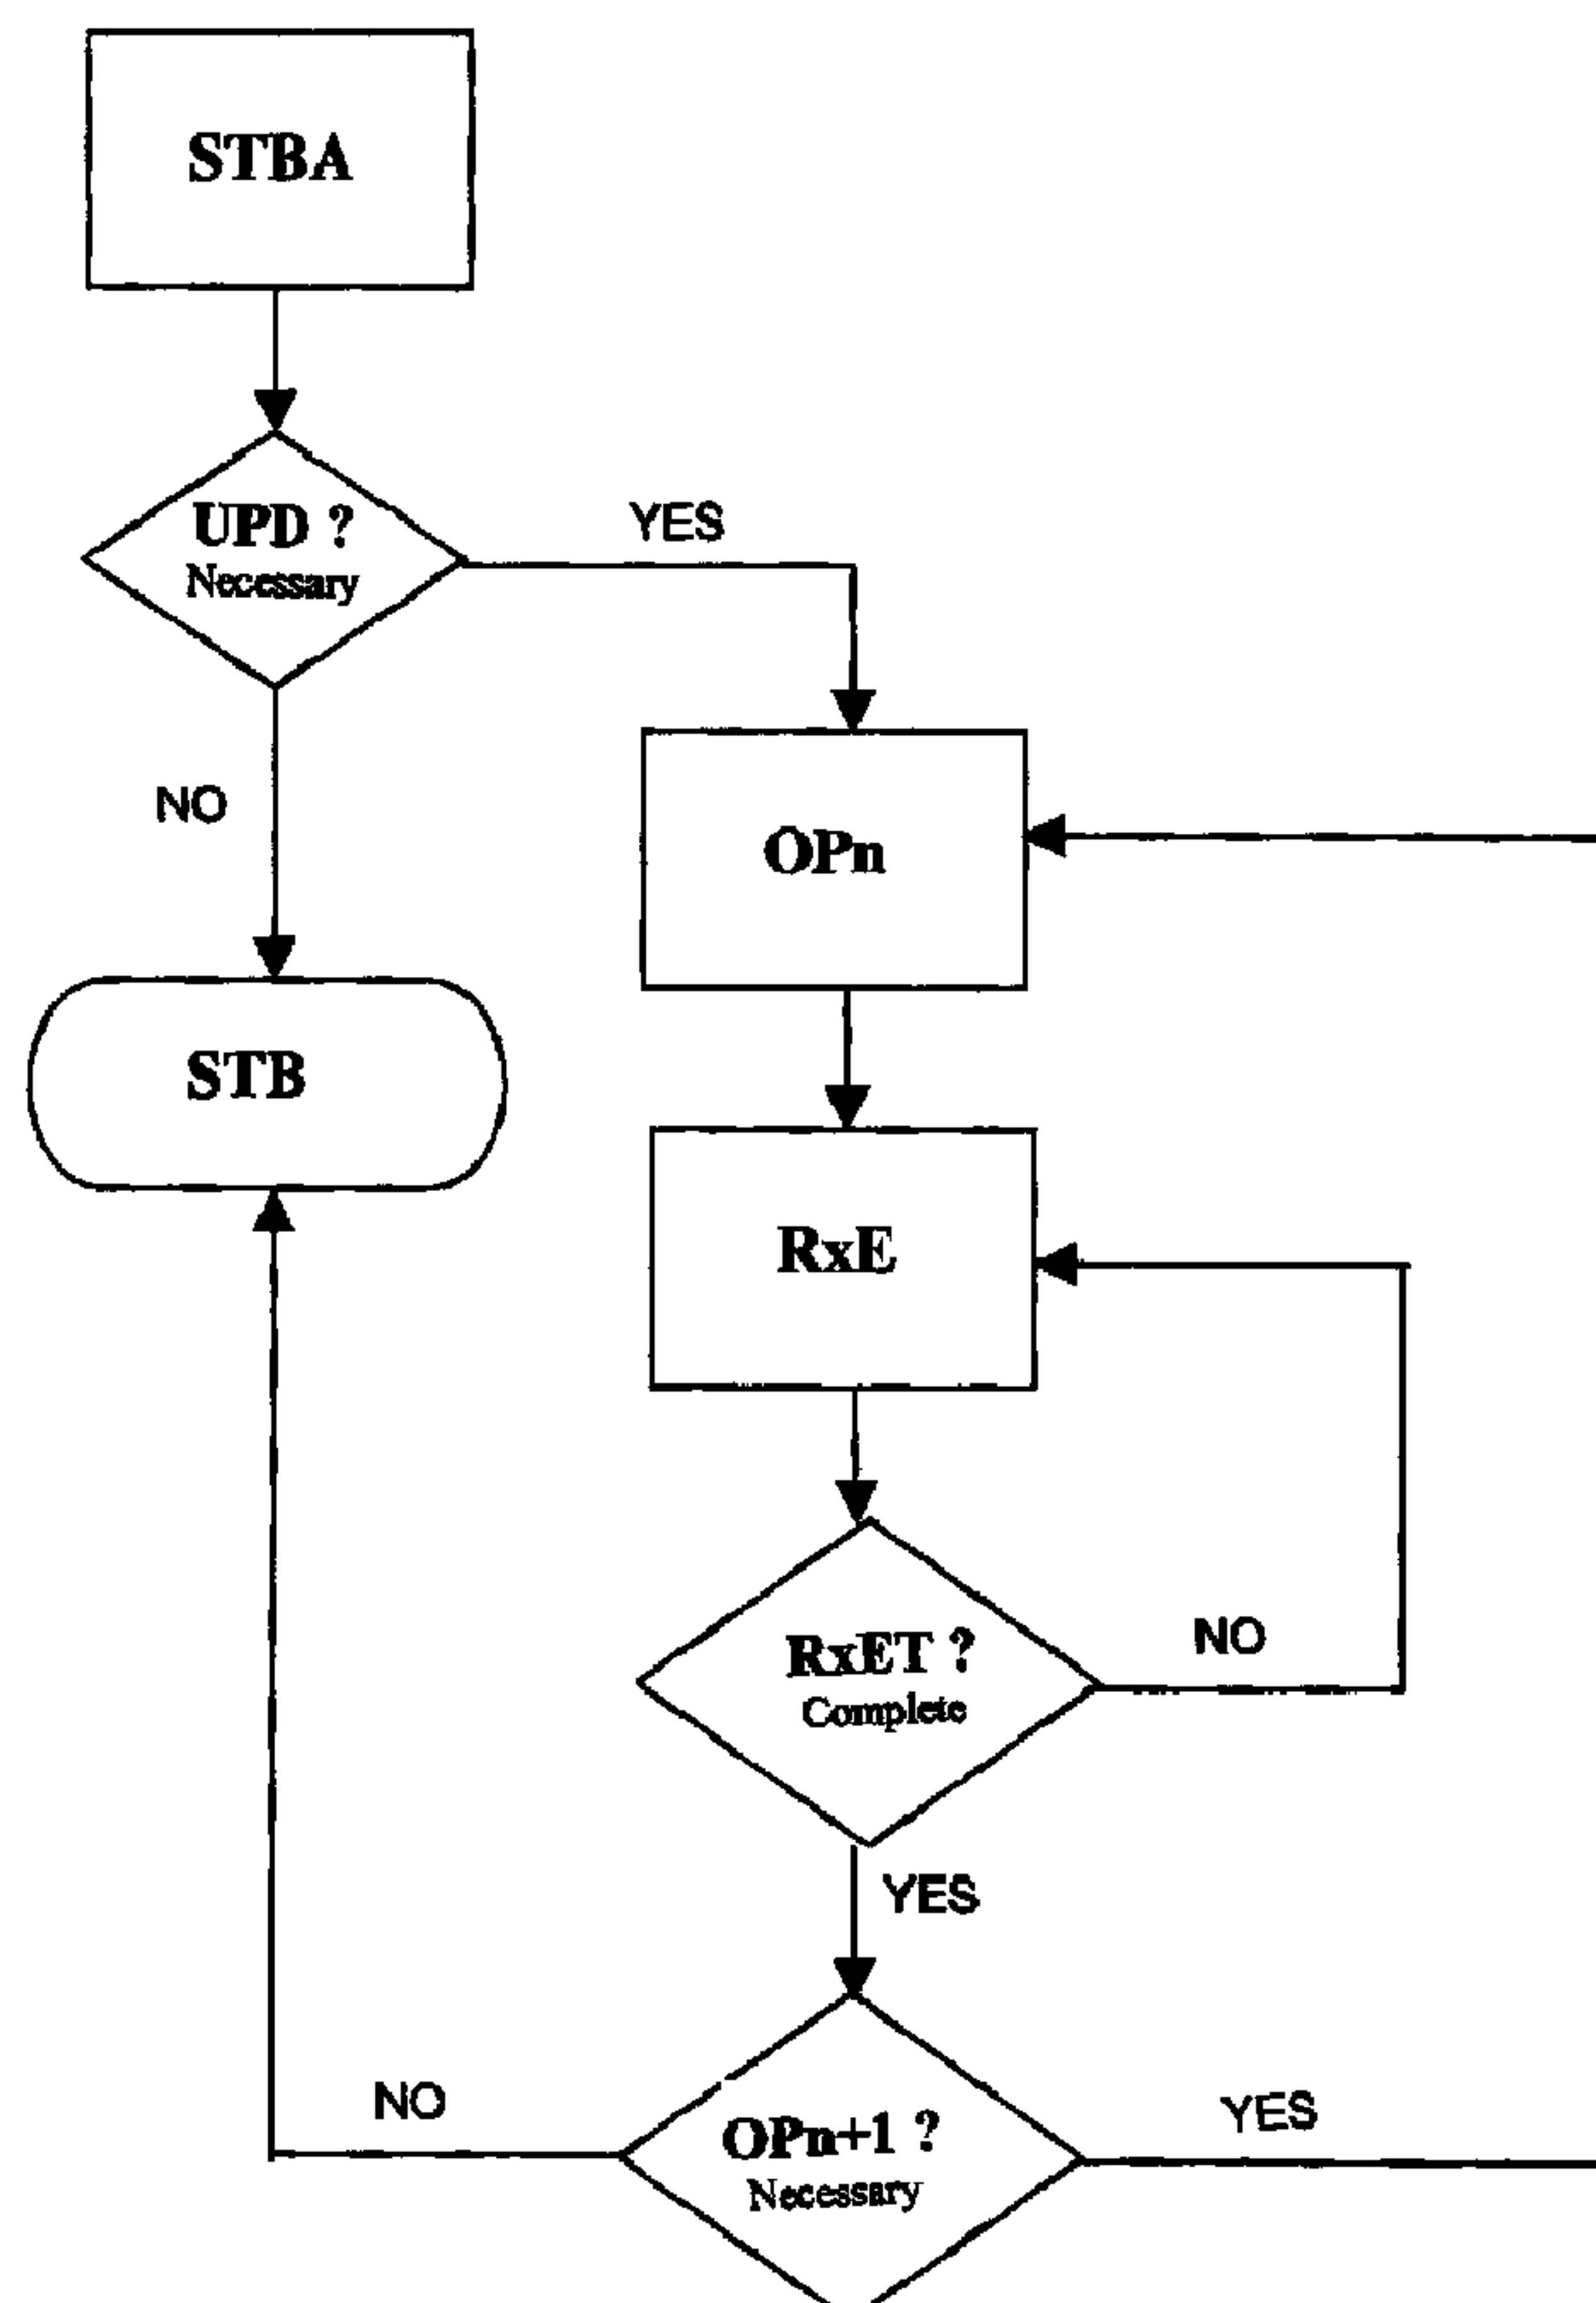 STBA
UPD ?
Necessary
YES
NO
OPn
STB
RxE
RxET ?
Complete
NO
YES
OPn+1 ?
Necessary
NO
YES